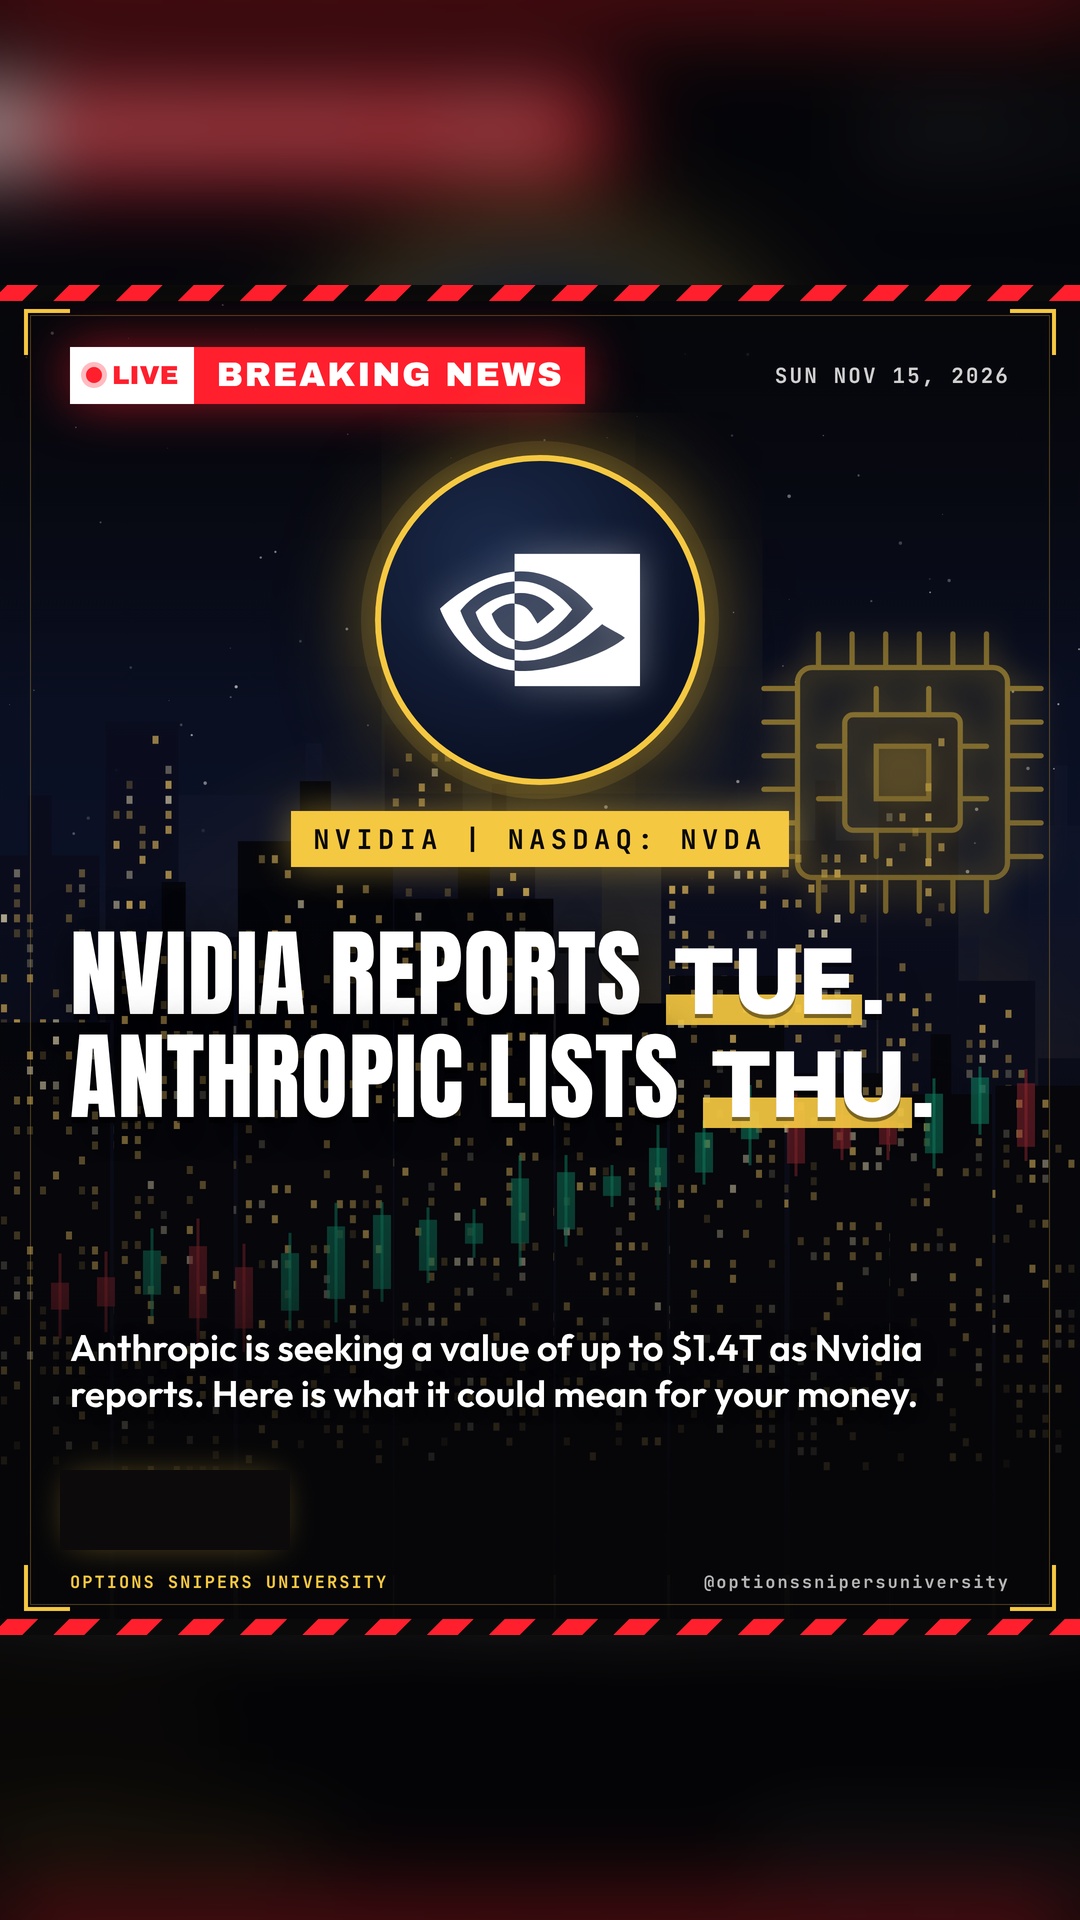 LIVE BREAKING NEWS
SUN NOV 15, 2026
NVIDIA | NASDAQ: NVDA
NVIDIA REPORTS TUE.
ANTHROPIC LISTS THU.
Anthropic is seeking a value of up to $1.4T as Nvidia
reports. Here is what it could mean for your money.
OPTIONS SNIPERS UNIVERSITY
@optionssnipersuniversity